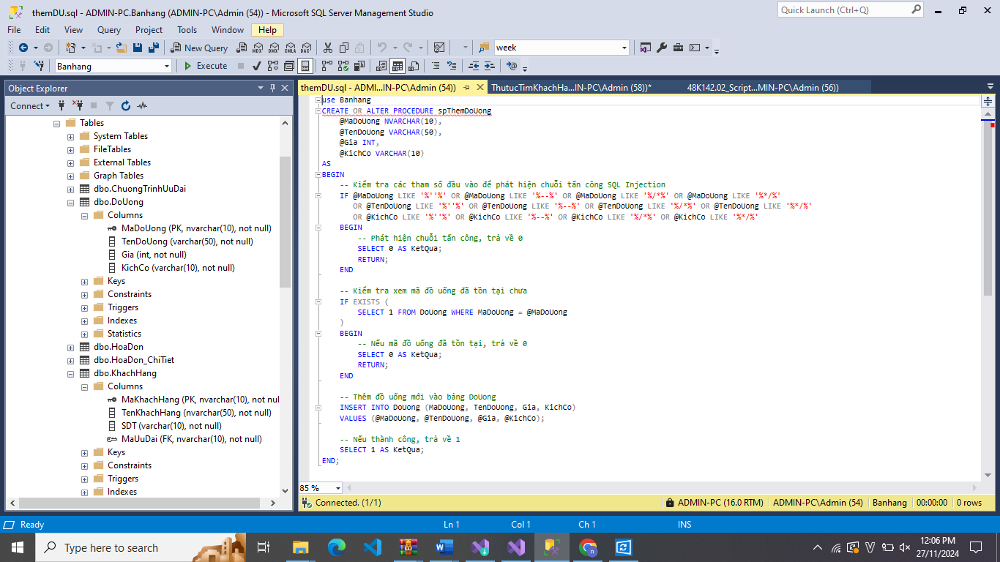 themDU.sql - ADMIN-PC.Banhang (ADMIN-PC\Admin (54)) - Microsoft SQL Server Management Studio
Quick Launch (Ctrl+Q)
File Edit View Query Project Tools Window Help
New Query
MDX DMX XMLA DAX
week
Banhang
Execute
Object Explorer
Connect
Tables
System Tables
FileTables
External Tables
Graph Tables
dbo.ChuongTrinhUuDai
dbo.DoUong
Columns
MaDoUong (PK, nvarchar(10), not null)
TenDoUong (varchar(50), not null)
Gia (int, not null)
KichCo (varchar(10), not null)
Keys
Constraints
Triggers
Indexes
Statistics
dbo.HoaDon
dbo.HoaDon_ChiTiet
dbo.KhachHang
Columns
MaKhachHang (PK, nvarchar(10), not nul
TenKhachHang (nvarchar(50), not null)
SDT (varchar(10), not null)
MaUuDai (FK, nvarchar(10), not null)
Keys
Constraints
Triggers
Indexes
themDU.sql - ADMI...IN-PC\Admin (54))
ThutucTimKhachHa...IN-PC\Admin (58))*
48K142.02_Script...MIN-PC\Admin (56))
use Banhang
CREATE OR ALTER PROCEDURE spThemDoUong
@MaDoUong NVARCHAR(10),
@TenDoUong VARCHAR(50),
@Gia INT,
@KichCo VARCHAR(10)
AS
BEGIN
-- Kiểm tra các tham số đầu vào để phát hiện chuỗi tấn công SQL Injection
IF @MaDoUong LIKE '%''%' OR @MaDoUong LIKE '%--%' OR @MaDoUong LIKE '%/*%' OR @MaDoUong LIKE '%*/%'
OR @TenDoUong LIKE '%''%' OR @TenDoUong LIKE '%--%' OR @TenDoUong LIKE '%/*%' OR @TenDoUong LIKE '%*/%'
OR @KichCo LIKE '%''%' OR @KichCo LIKE '%--%' OR @KichCo LIKE '%/*%' OR @KichCo LIKE '%*/%'
BEGIN
-- Phát hiện chuỗi tấn công, trả về 0
SELECT 0 AS KetQua;
RETURN;
END
-- Kiểm tra xem mã đồ uống đã tồn tại chưa
IF EXISTS (
SELECT 1 FROM DoUong WHERE MaDoUong = @MaDoUong
)
BEGIN
-- Nếu mã đồ uống đã tồn tại, trả về 0
SELECT 0 AS KetQua;
RETURN;
END
-- Thêm đồ uống mới vào bảng DoUong
INSERT INTO DoUong (MaDoUong, TenDoUong, Gia, KichCo)
VALUES (@MaDoUong, @TenDoUong, @Gia, @KichCo);
-- Nếu thành công, trả về 1
SELECT 1 AS KetQua;
END;
85 %
Connected. (1/1)
ADMIN-PC (16.0 RTM) ADMIN-PC\Admin (54) Banhang 00:00:00 0 rows
Ready Ln 1 Col 1 Ch 1 INS
Type here to search
12:06 PM
27/11/2024